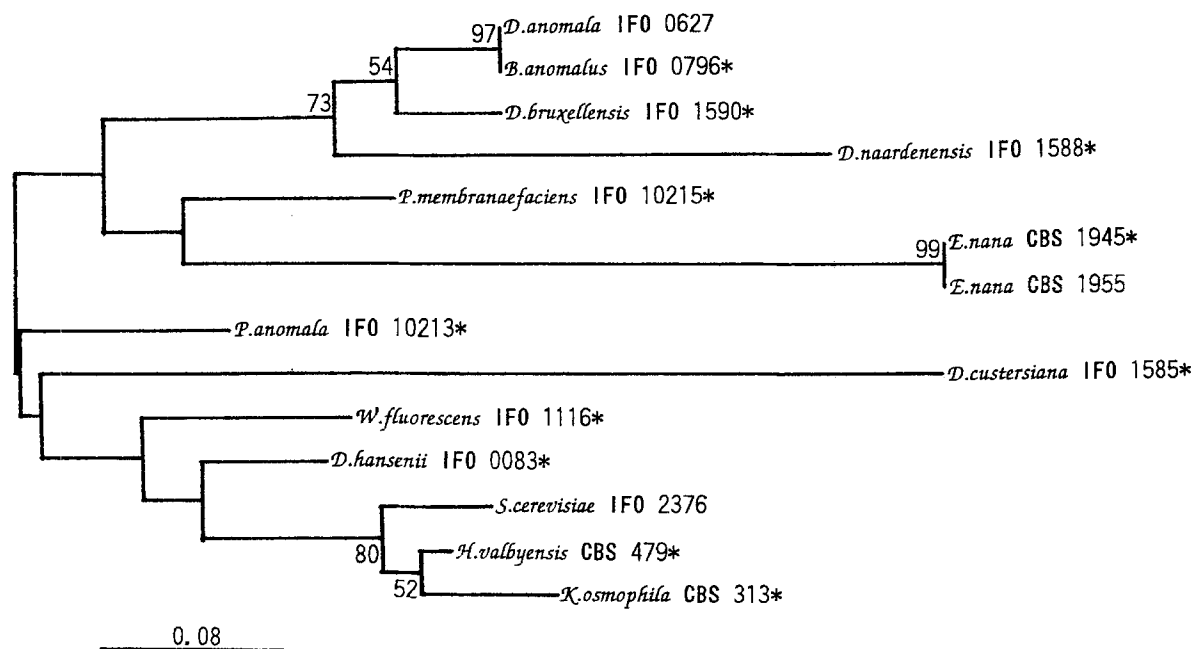 97 D.anomala IFO 0627
54 B.anomalus IFO 0796*
73 D.bruxellensis IFO 1590*
D.naardenensis IFO 1588*
P.membranaefaciens IFO 10215*
99 E.nana CBS 1945*
E.nana CBS 1955
P.anomala IFO 10213*
D.custersiana IFO 1585*
W.fluorescens IFO 1116*
D.hansenii IFO 0083*
S.cerevisiae IFO 2376
80 H.valbyensis CBS 479*
52 K.osmophila CBS 313*
0.08